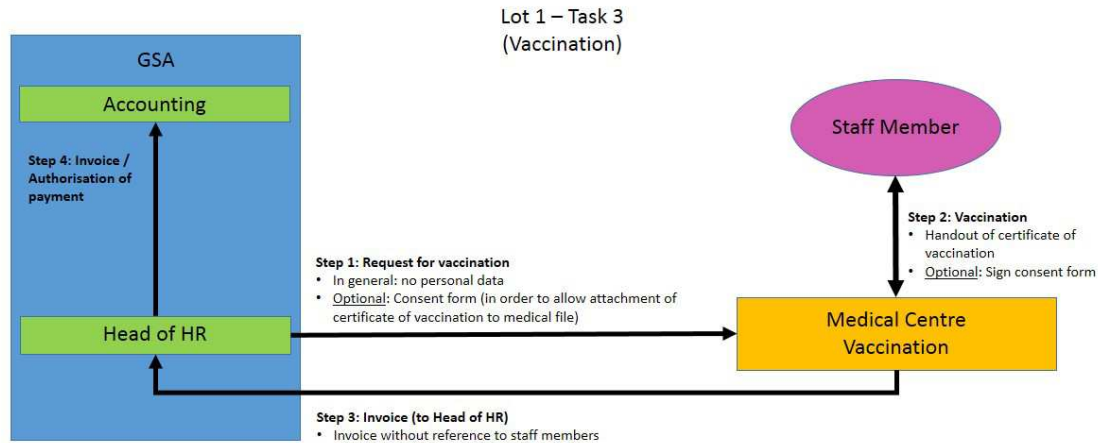 Lot 1 – Task 3
(Vaccination)
GSA
Accounting
Staff Member
Step 4: Invoice /
Authorisation of
payment
Step 2: Vaccination
• Handout of certificate of
vaccination
• Optional: Sign consent form
Step 1: Request for vaccination
• In general: no personal data
• Optional: Consent form (in order to allow attachment of
certificate of vaccination to medical file)
Head of HR
Medical Centre
Vaccination
Step 3: Invoice (to Head of HR)
• Invoice without reference to staff members